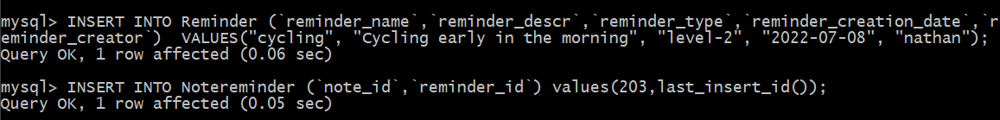 mysql> INSERT INTO Reminder (`reminder_name`,`reminder_descr`,`reminder_type`,`reminder_creation_date`,`r
eminder_creator`)  VALUES("cycling", "Cycling early in the morning", "level-2", "2022-07-08", "nathan");
Query OK, 1 row affected (0.06 sec)
mysql> INSERT INTO Notereminder (`note_id`,`reminder_id`) values(203,last_insert_id());
Query OK, 1 row affected (0.05 sec)